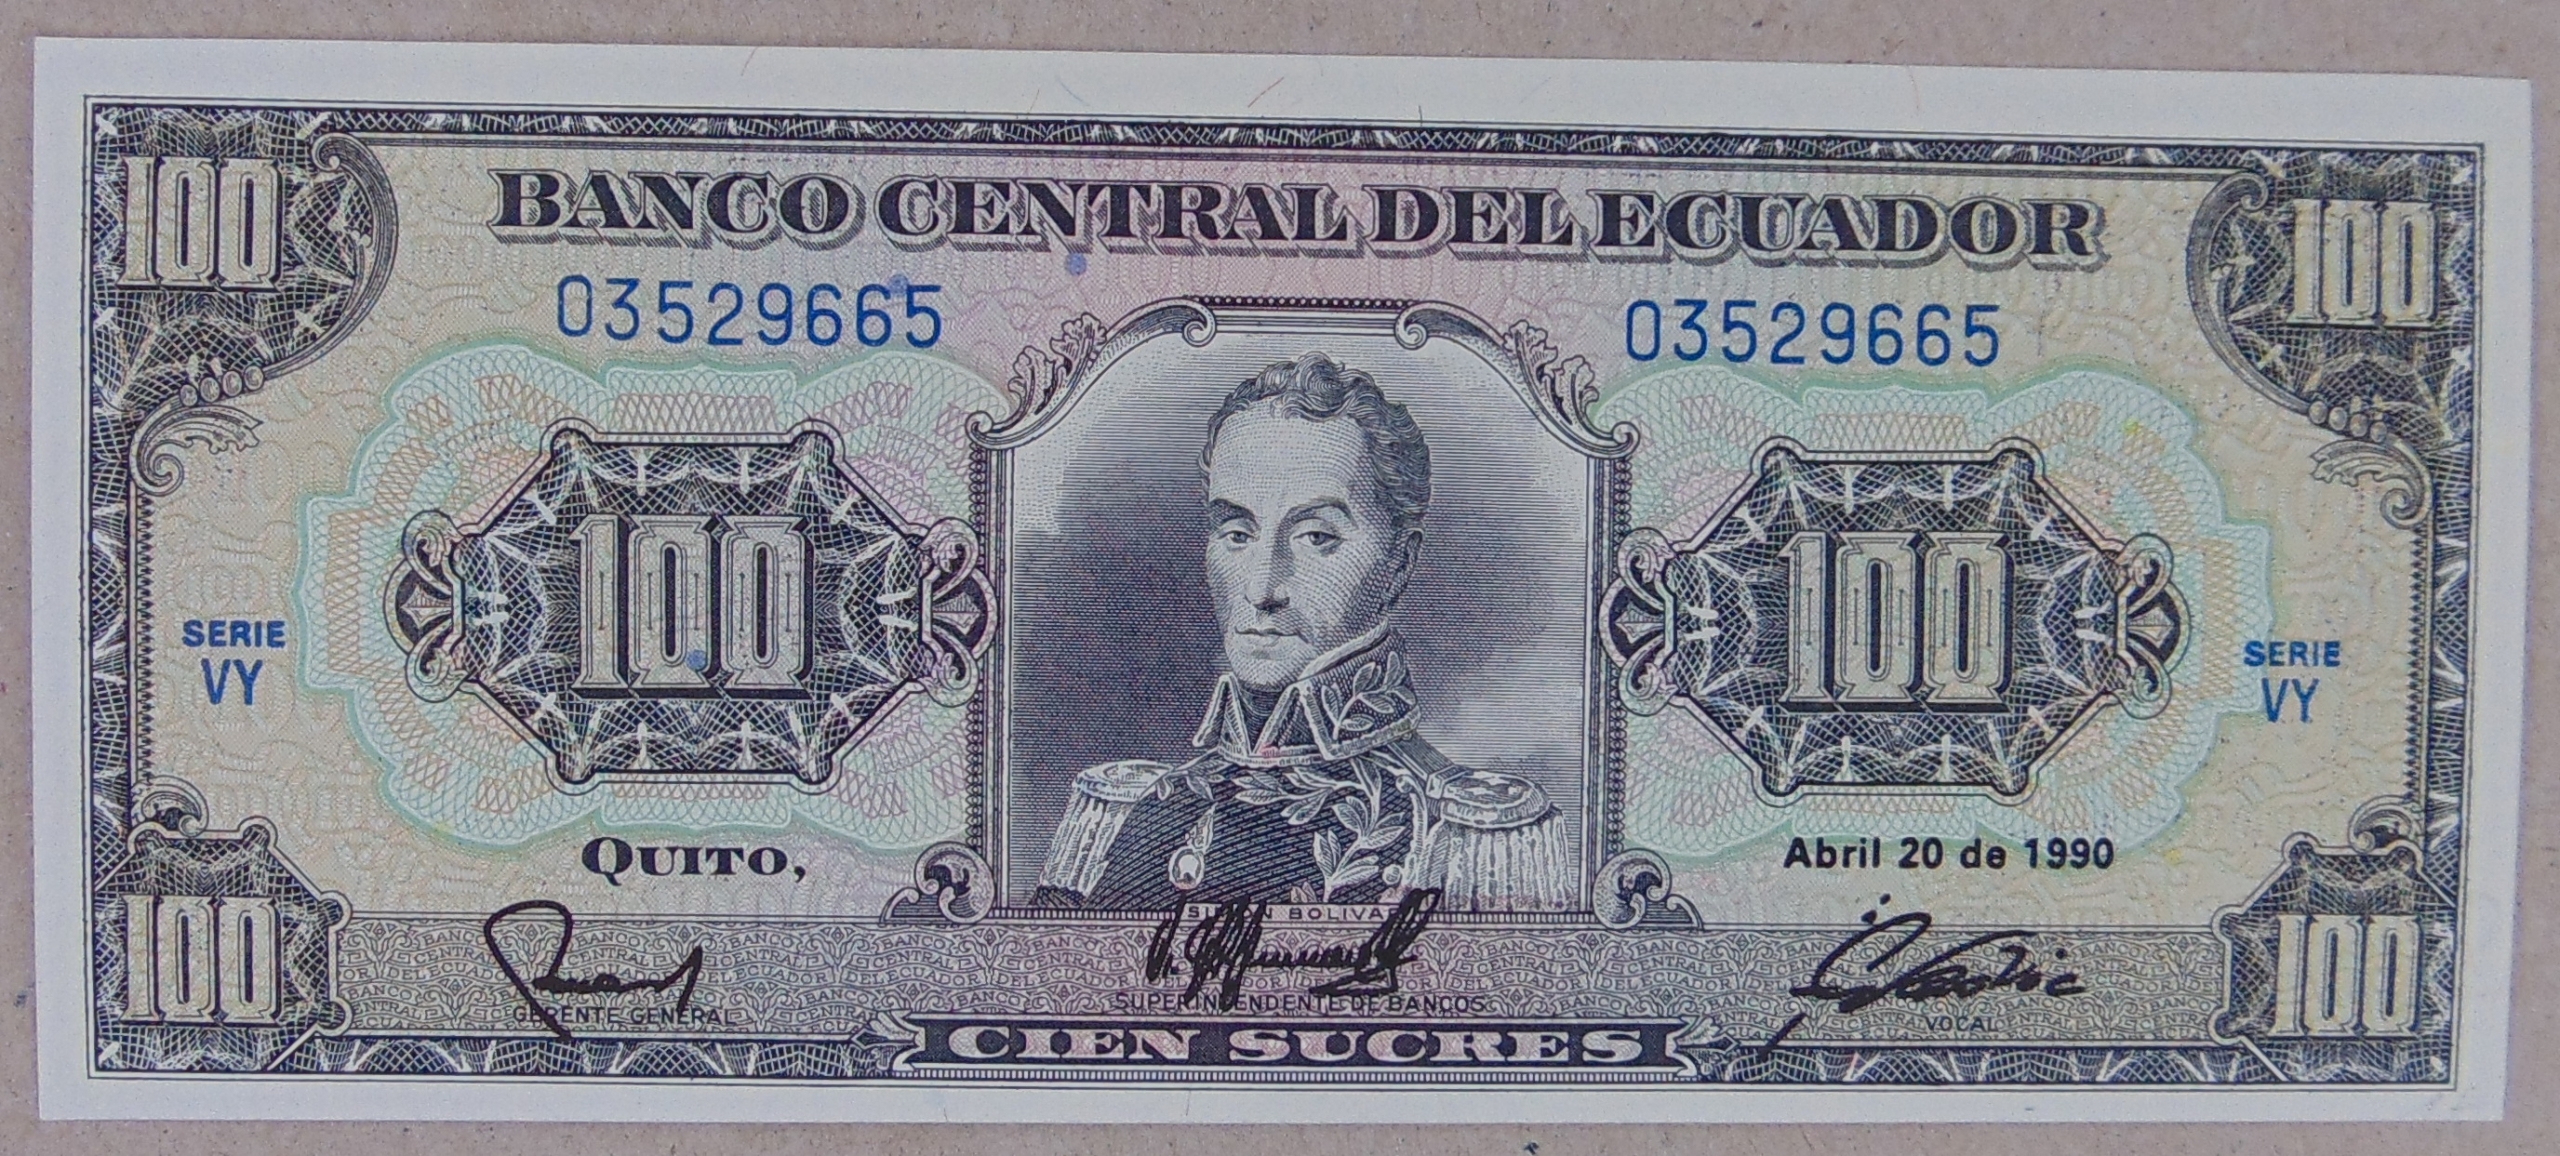 100 100
BANCO CENTRAL DEL ECUADOR
03529665 03529665
100 100
SERIE
VY
SERIE
VY
QUITO,
Abril 20 de 1990
SIMON BOLIVAR
GERENTE GENERAL
SUPERINTENDENTE DE BANCOS
VOCAL
100 100
CIEN SUCRES